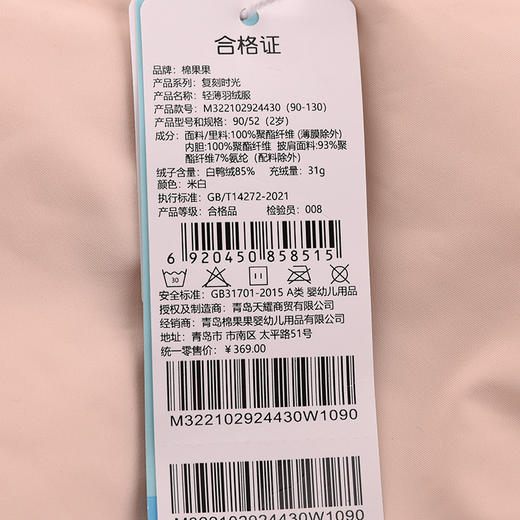 合格证
品牌：棉果果
产品系列：复刻时光
产品名称：轻薄羽绒服
产品款号：M322102924430 (90-130)
产品型号和规格：90/52 (2岁)
成分：面料/里料:100%聚酯纤维 (薄膜除外)
内胆:100%聚酯纤维 披肩面料:93%聚
酯纤维7%氨纶 （配料除外）
绒子含量：白鸭绒85% 充绒量：31g
颜色：米白
执行标准：GB/T14272-2021
产品等级：合格品 检验员：008
6 920450 858515
30
安全标准：GB31701-2015 A类 婴幼儿用品
授权及制造商：青岛天耀商贸有限公司
经销商：青岛棉果果婴幼儿用品有限公司
地址：青岛市 市南区 太平路51号
统一零售价：￥369.00
M322102924430W1090
M322102924430W1090